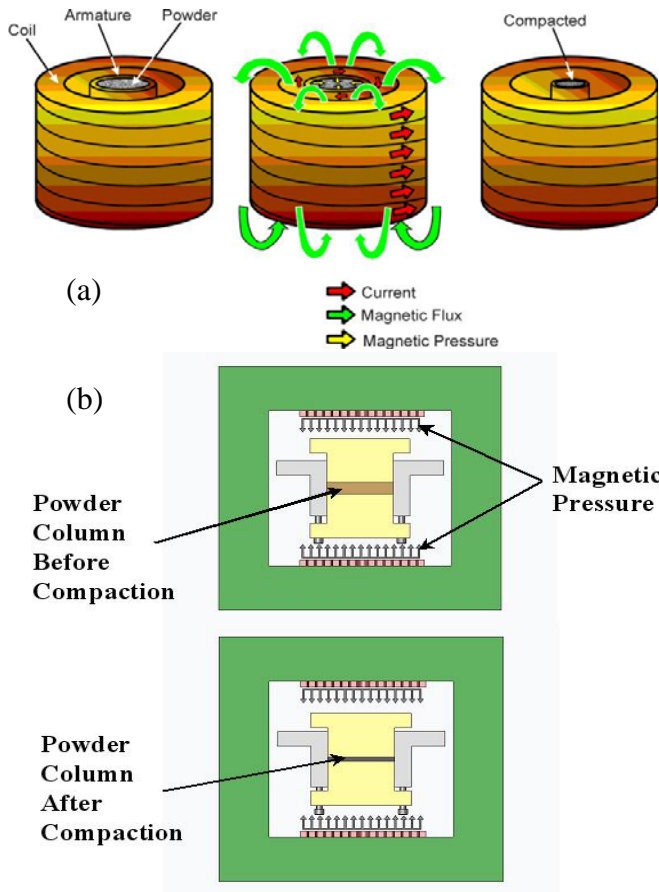 Armature
Powder
Coil
Compacted
(a)
Current
Magnetic Flux
Magnetic Pressure
(b)
Magnetic
Pressure
Powder
Column
Before
Compaction
Powder
Column
After
Compaction